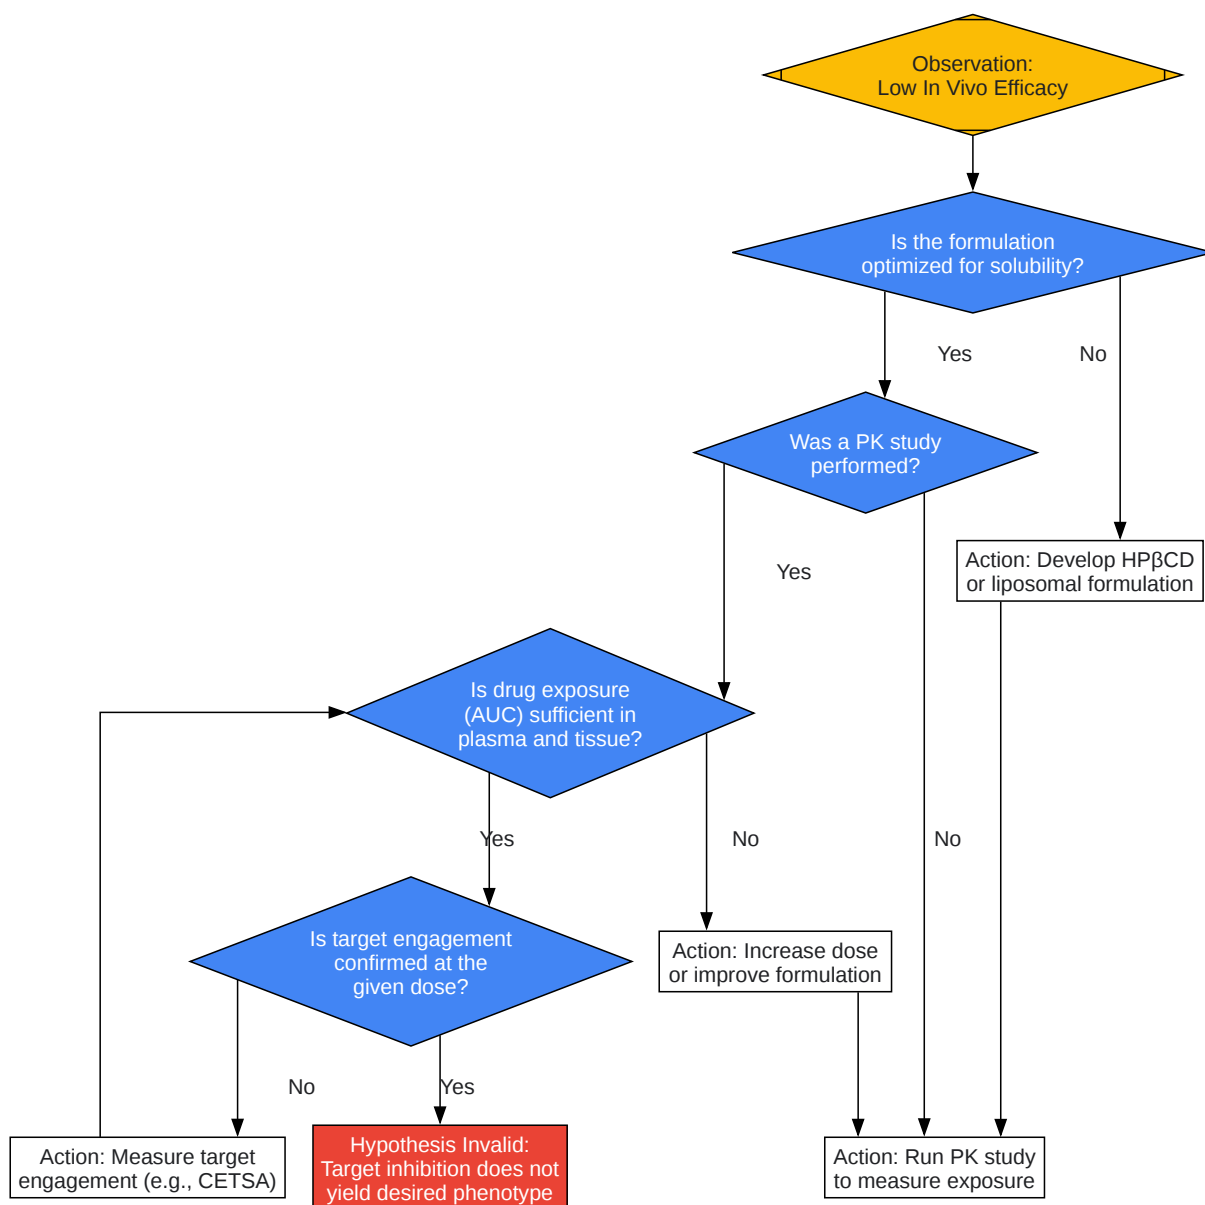 Observation:
Low In Vivo Efficacy
Is the formulation
optimized for solubility?
Yes
No
Was a PK study
performed?
Action: Develop HPβCD
or liposomal formulation
Yes
Is drug exposure
(AUC) sufficient in
plasma and tissue?
Yes
No
No
Is target engagement
confirmed at the
given dose?
Action: Increase dose
or improve formulation
No
Yes
Action: Measure target
engagement (e.g., CETSA)
Hypothesis Invalid:
Target inhibition does not
yield desired phenotype
Action: Run PK study
to measure exposure